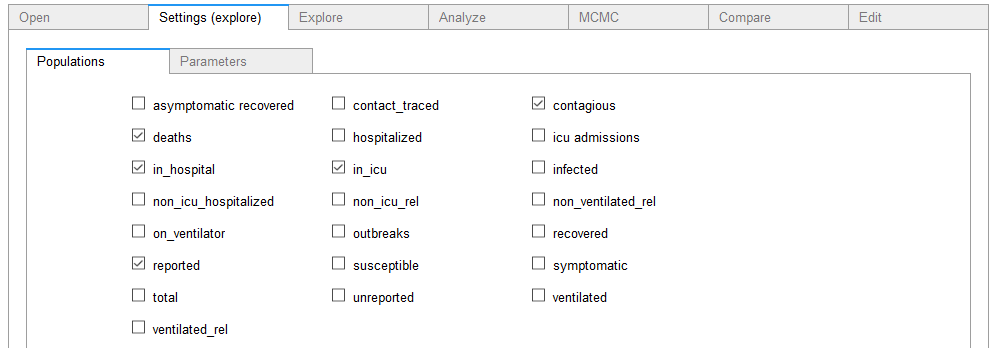 Open Settings (explore) Explore Analyze MCMC Compare Edit
Populations Parameters
asymptomatic recovered contact_traced contagious
deaths hospitalized icu admissions
in_hospital in_icu infected
non_icu_hospitalized non_icu_rel non_ventilated_rel
on_ventilator outbreaks recovered
reported susceptible symptomatic
total unreported ventilated
ventilated_rel